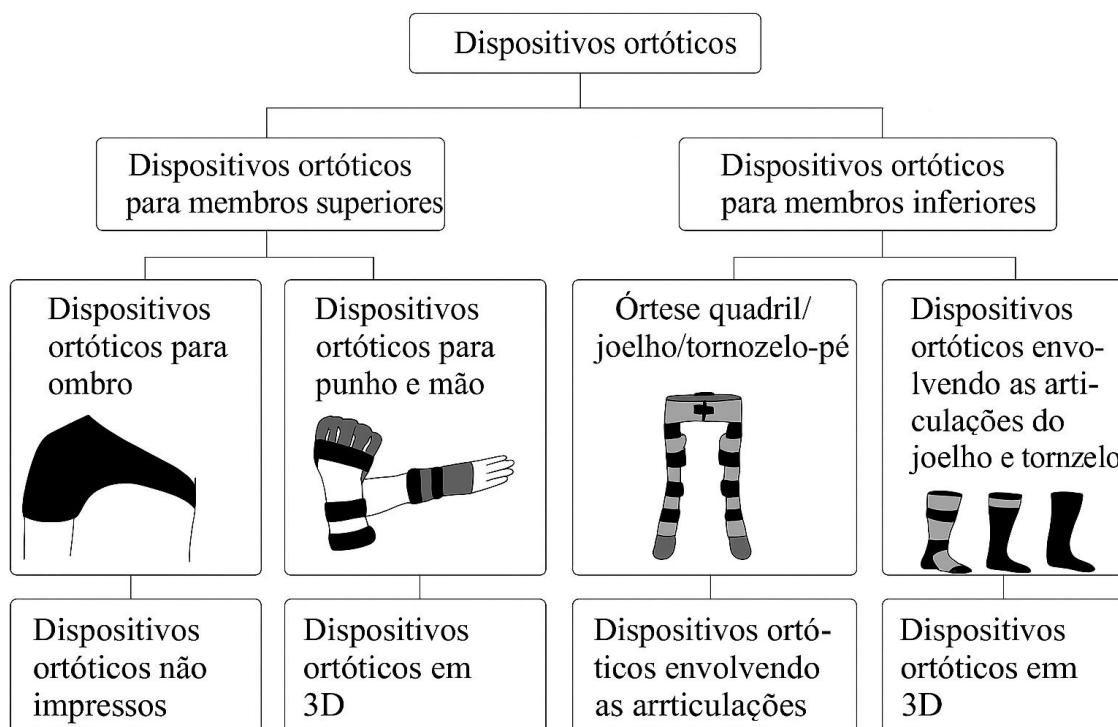 Dispositivos ortóticos
Dispositivos ortóticos
para membros superiores
Dispositivos ortóticos
para membros inferiores
Dispositivos
ortóticos para
ombro
Dispositivos
ortóticos para
punho e mão
Órtese quadril/
joelho/tornozelo-pé
Dispositivos
ortóticos envo-
lvendo as arti-
culações do
joelho e tornzelo
Dispositivos
ortóticos não
impressos
Dispositivos
ortóticos em
3D
Dispositivos ortó-
ticos envolvendo
as arrticulações
Dispositivos
ortóticos emm
3D